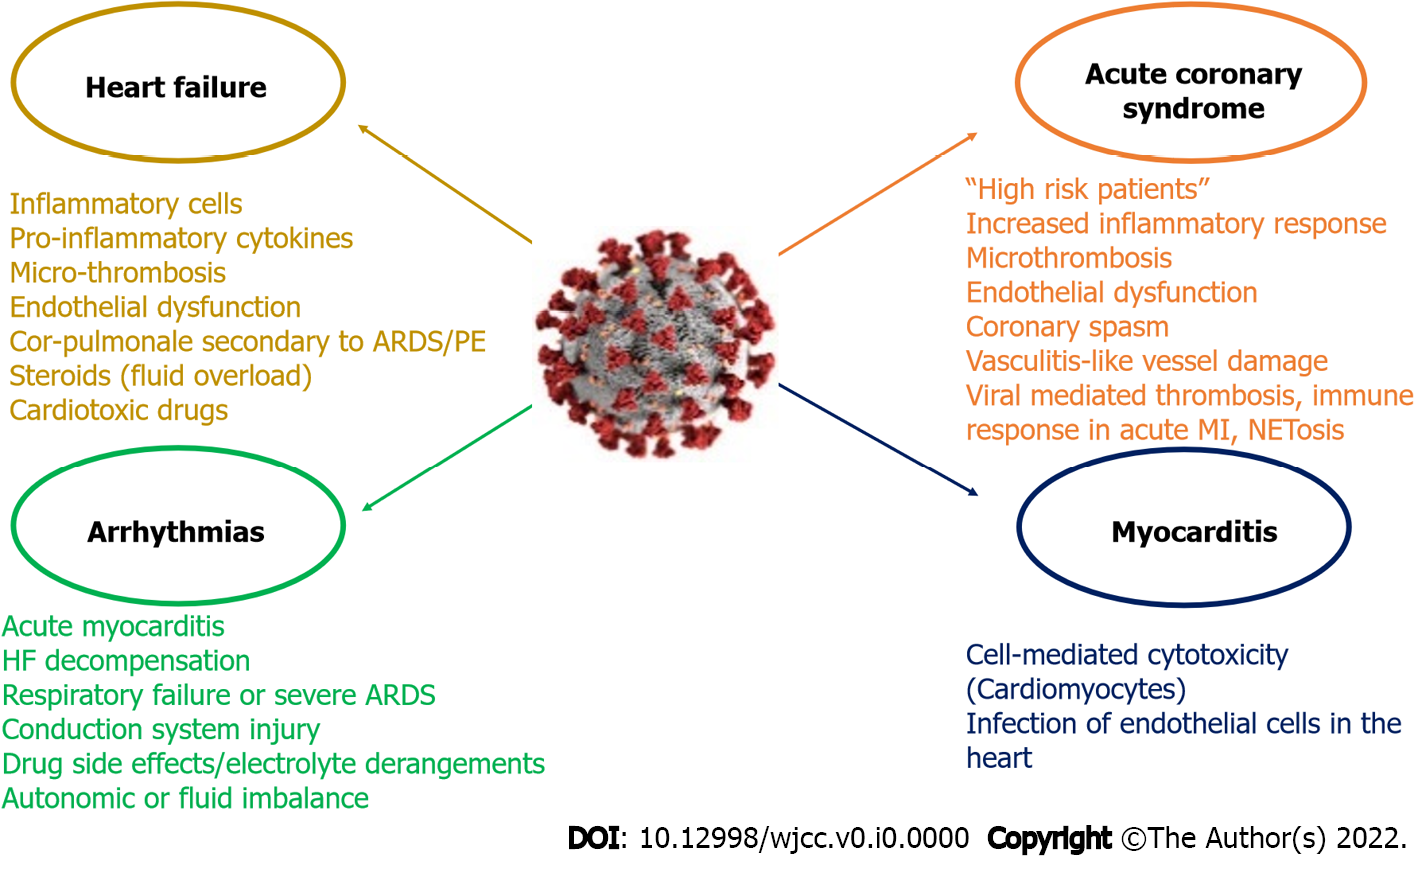 Heart failure
Inflammatory cells
Pro-inflammatory cytokines
Micro-thrombosis
Endothelial dysfunction
Cor-pulmonale secondary to ARDS/PE
Steroids (fluid overload)
Cardiotoxic drugs
Acute coronary
syndrome
“High risk patients”
Increased inflammatory response
Microthrombosis
Endothelial dysfunction
Coronary spasm
Vasculitis-like vessel damage
Viral mediated thrombosis, immune
response in acute MI, NETosis
Arrhythmias
Acute myocarditis
HF decompensation
Respiratory failure or severe ARDS
Conduction system injury
Drug side effects/electrolyte derangements
Autonomic or fluid imbalance
Myocarditis
Cell-mediated cytotoxicity
(Cardiomyocytes)
Infection of endothelial cells in the
heart
DOI: 10.12998/wjcc.v0.i0.0000 Copyright ©The Author(s) 2022.